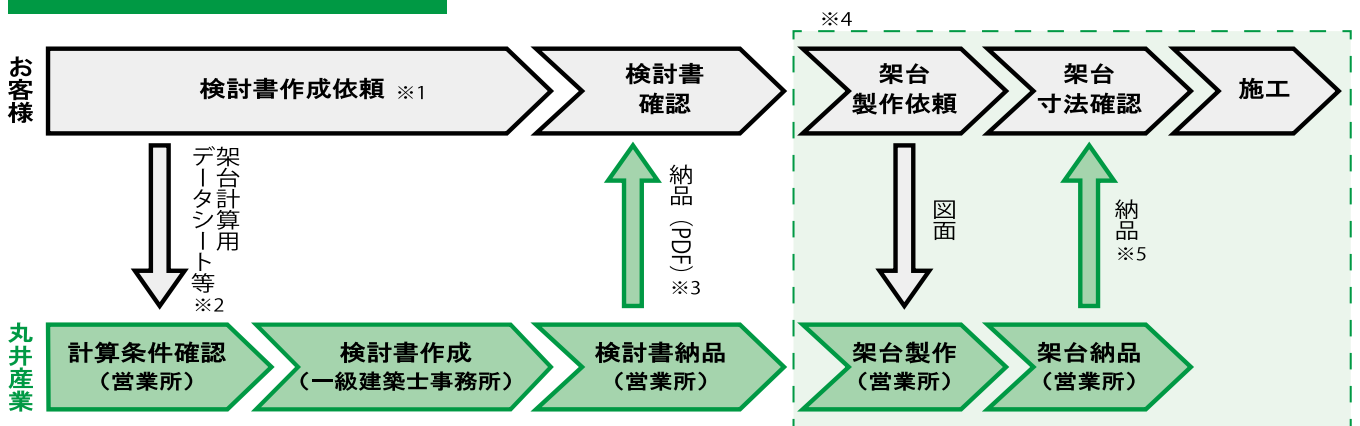 ※4
お客様
検討書作成依頼 ※1
検討書
確認
架台
製作依頼
架台
寸法確認
施工
架台計算用
データシート等
※2
納品(PDF)※3
図面
納品
※5
丸井産業
計算条件確認
(営業所)
検討書作成
(一級建築士事務所)
検討書納品
(営業所)
架台製作
(営業所)
架台納品
(営業所)